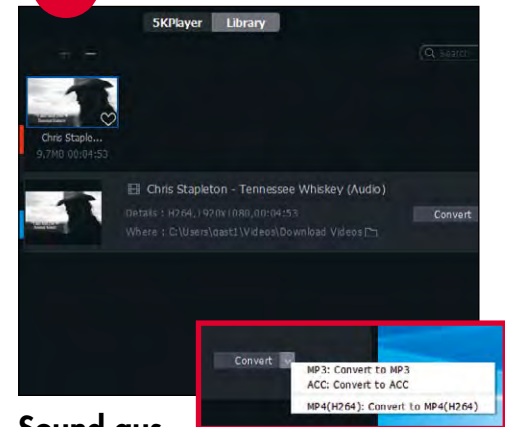 5KPlayer Library
Search
Chris Staple...
9.7MB 00:04:53
Chris Stapleton - Tennessee Whiskey (Audio)
Details : H264,1920x1080,00:04:53
Convert
Where : C:\Users\gast1\Videos\Download Videos
Convert
MP3: Convert to MP3
ACC: Convert to ACC
MP4(H264): Convert to MP4(H264)
Sound aus